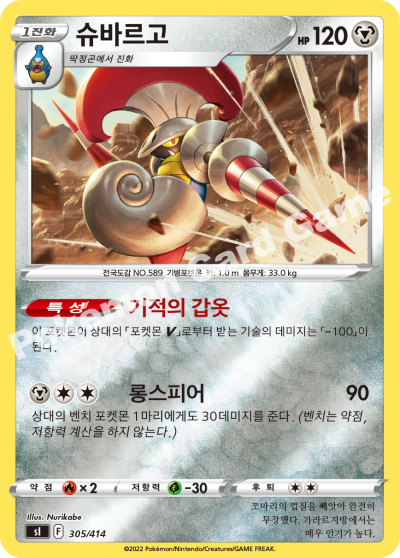 1진화
슈바르고
HP 120
딱정곤에서 진화
전국도감 NO.589 기병포켓몬 키: 1.0 m 몸무게: 33.0 kg
특성 기적의 갑옷
이 포켓몬이 상대의 「포켓몬 V」로부터 받는 기술의 데미지는 「-100」이
된다.
롱스피어 90
상대의 벤치 포켓몬 1마리에게도 30데미지를 준다. (벤치는 약점,
저항력 계산을 하지 않는다.)
약점 ×2 저항력 -30 후퇴
Illus. Nurikabe
쪼마리의 껍질을 빼앗아 완전히
무장했다. 가라르지방에서는
매우 인기가 높다.
sI F 305/414
©2022 Pokémon/Nintendo/Creatures/GAME FREAK.
Pokémon Card Game